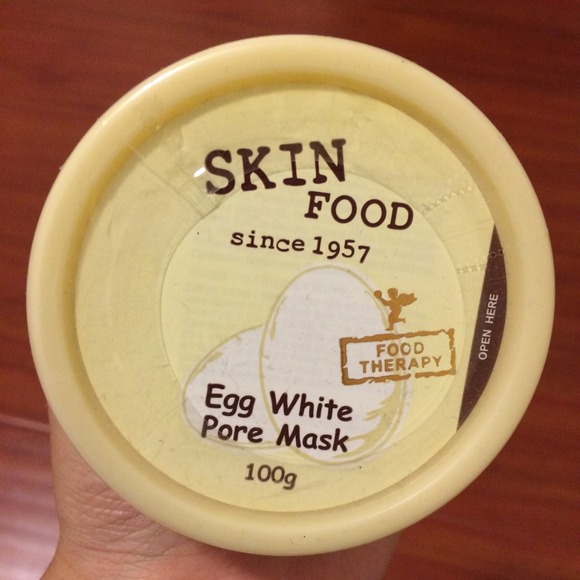 SKIN
FOOD
since 1957
FOOD
THERAPY
OPEN HERE
Egg White
Pore Mask
100g